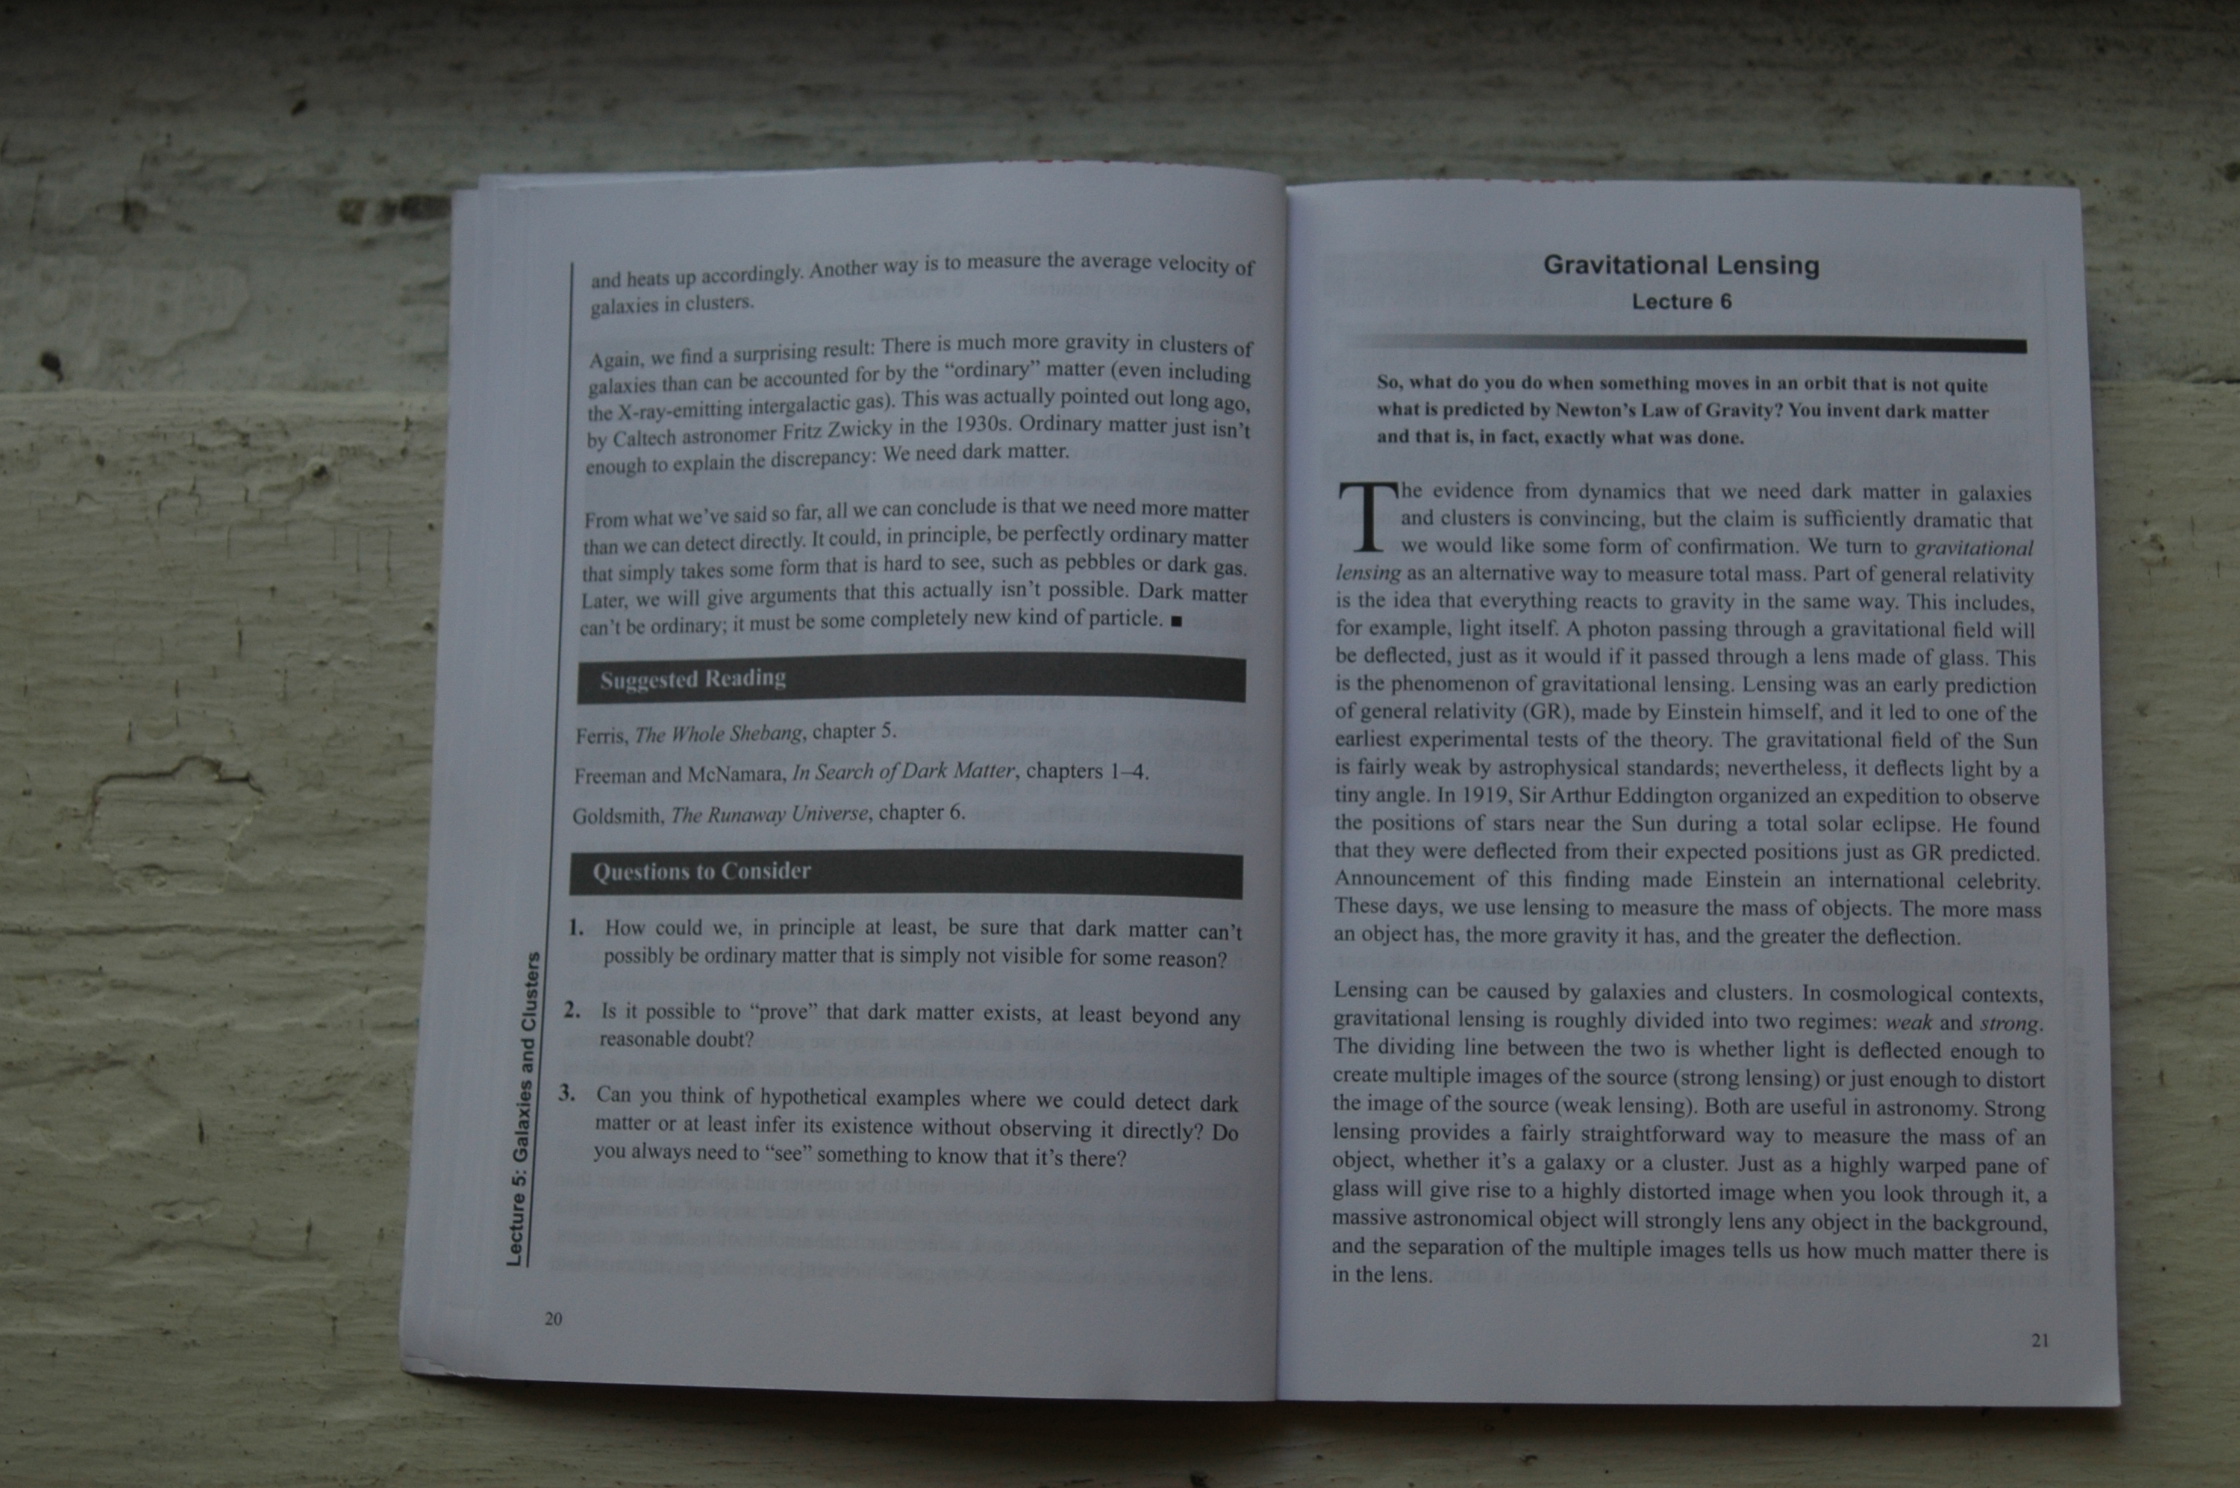 and heats up accordingly. Another way is to measure the average velocity of
galaxies in clusters.
Again, we find a surprising result: There is much more gravity in clusters of
galaxies than can be accounted for by the “ordinary” matter (even including
the X-ray-emitting intergalactic gas). This was actually pointed out long ago,
by Caltech astronomer Fritz Zwicky in the 1930s. Ordinary matter just isn’t
enough to explain the discrepancy: We need dark matter.
From what we’ve said so far, all we can conclude is that we need more matter
than we can detect directly. It could, in principle, be perfectly ordinary matter
that simply takes some form that is hard to see, such as pebbles or dark gas.
Later, we will give arguments that this actually isn’t possible. Dark matter
can’t be ordinary; it must be some completely new kind of particle. ■
Suggested Reading
Ferris, The Whole Shebang, chapter 5.
Freeman and McNamara, In Search of Dark Matter, chapters 1–4.
Goldsmith, The Runaway Universe, chapter 6.
Questions to Consider
1. How could we, in principle at least, be sure that dark matter can’t
possibly be ordinary matter that is simply not visible for some reason?
2. Is it possible to “prove” that dark matter exists, at least beyond any
reasonable doubt?
3. Can you think of hypothetical examples where we could detect dark
matter or at least infer its existence without observing it directly? Do
you always need to “see” something to know that it’s there?
Lecture 5: Galaxies and Clusters
20
Gravitational Lensing
Lecture 6
So, what do you do when something moves in an orbit that is not quite
what is predicted by Newton’s Law of Gravity? You invent dark matter
and that is, in fact, exactly what was done.
The evidence from dynamics that we need dark matter in galaxies
and clusters is convincing, but the claim is sufficiently dramatic that
we would like some form of confirmation. We turn to gravitational
lensing as an alternative way to measure total mass. Part of general relativity
is the idea that everything reacts to gravity in the same way. This includes,
for example, light itself. A photon passing through a gravitational field will
be deflected, just as it would if it passed through a lens made of glass. This
is the phenomenon of gravitational lensing. Lensing was an early prediction
of general relativity (GR), made by Einstein himself, and it led to one of the
earliest experimental tests of the theory. The gravitational field of the Sun
is fairly weak by astrophysical standards; nevertheless, it deflects light by a
tiny angle. In 1919, Sir Arthur Eddington organized an expedition to observe
the positions of stars near the Sun during a total solar eclipse. He found
that they were deflected from their expected positions just as GR predicted.
Announcement of this finding made Einstein an international celebrity.
These days, we use lensing to measure the mass of objects. The more mass
an object has, the more gravity it has, and the greater the deflection.
Lensing can be caused by galaxies and clusters. In cosmological contexts,
gravitational lensing is roughly divided into two regimes: weak and strong.
The dividing line between the two is whether light is deflected enough to
create multiple images of the source (strong lensing) or just enough to distort
the image of the source (weak lensing). Both are useful in astronomy. Strong
lensing provides a fairly straightforward way to measure the mass of an
object, whether it’s a galaxy or a cluster. Just as a highly warped pane of
glass will give rise to a highly distorted image when you look through it, a
massive astronomical object will strongly lens any object in the background,
and the separation of the multiple images tells us how much matter there is
in the lens.
21